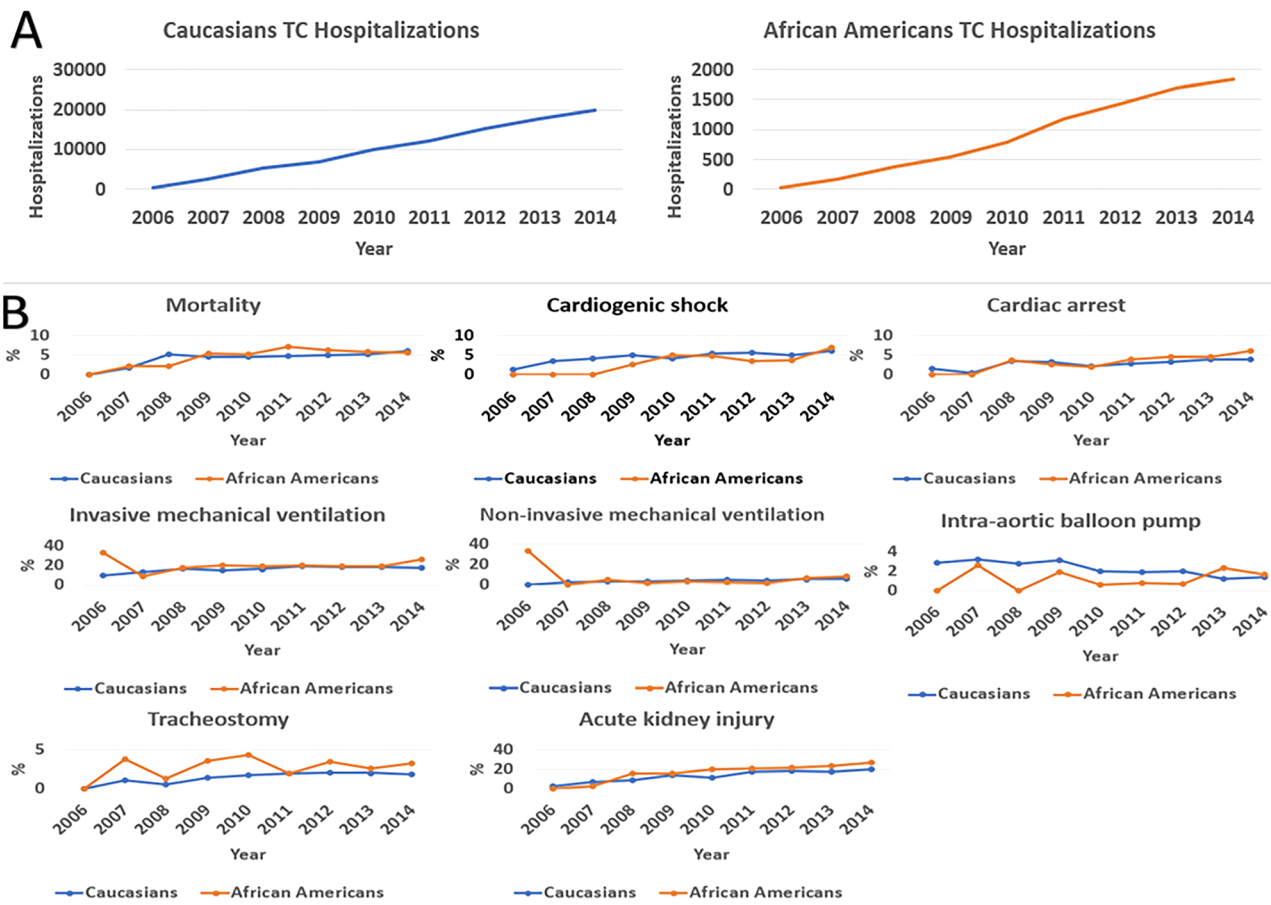 A
Caucasians TC Hospitalizations
Hospitalizations
30000
20000
10000
0
2006 2007 2008 2009 2010 2011 2012 2013 2014
Year
African Americans TC Hospitalizations
Hospitalizations
2000
1500
1000
500
0
2006 2007 2008 2009 2010 2011 2012 2013 2014
Year
B
Mortality
%
10
5
0
2006 2007 2008 2009 2010 2011 2012 2013 2014
Year
Caucasians African Americans
Cardiogenic shock
%
10
5
0
2006 2007 2008 2009 2010 2011 2012 2013 2014
Year
Caucasians African Americans
Cardiac arrest
%
10
5
0
2006 2007 2008 2009 2010 2011 2012 2013 2014
Year
Caucasians African Americans
Invasive mechanical ventilation
%
40
20
0
2006 2007 2008 2009 2010 2011 2012 2013 2014
Year
Caucasians African Americans
Non-invasive mechanical ventilation
%
40
20
0
2006 2007 2008 2009 2010 2011 2012 2013 2014
Year
Caucasians African Americans
Intra-aortic balloon pump
%
4
2
0
2006 2007 2008 2009 2010 2011 2012 2013 2014
Year
Caucasians African Americans
Tracheostomy
%
5
0
2006 2007 2008 2009 2010 2011 2012 2013 2014
Year
Caucasians African Americans
Acute kidney injury
%
40
20
0
2006 2007 2008 2009 2010 2011 2012 2013 2014
Year
Caucasians African Americans